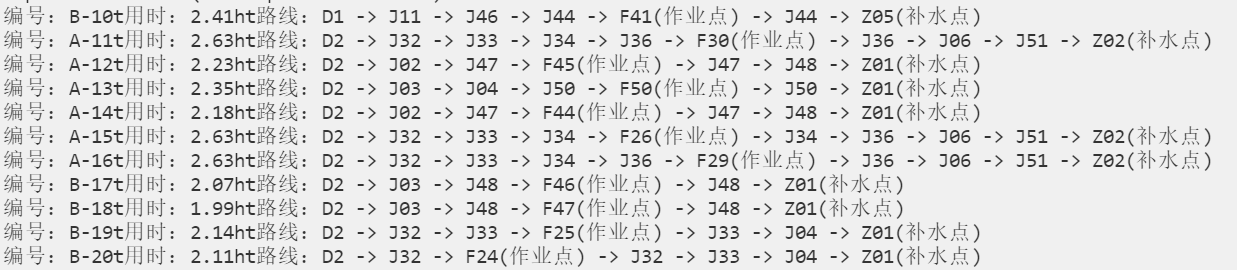 编号：B-10t用时：2.41ht路线：D1 -> J11 -> J46 -> J44 -> F41(作业点) -> J44 -> Z05(补水点)
编号：A-11t用时：2.63ht路线：D2 -> J32 -> J33 -> J34 -> J36 -> F30(作业点) -> J36 -> J06 -> J51 -> Z02(补水点)
编号：A-12t用时：2.23ht路线：D2 -> J02 -> J47 -> F45(作业点) -> J47 -> J48 -> Z01(补水点)
编号：A-13t用时：2.35ht路线：D2 -> J03 -> J04 -> J50 -> F50(作业点) -> J50 -> Z01(补水点)
编号：A-14t用时：2.18ht路线：D2 -> J02 -> J47 -> F44(作业点) -> J47 -> J48 -> Z01(补水点)
编号：A-15t用时：2.63ht路线：D2 -> J32 -> J33 -> J34 -> F26(作业点) -> J34 -> J36 -> J06 -> J51 -> Z02(补水点)
编号：A-16t用时：2.63ht路线：D2 -> J32 -> J33 -> J34 -> J36 -> F29(作业点) -> J36 -> J06 -> J51 -> Z02(补水点)
编号：B-17t用时：2.07ht路线：D2 -> J03 -> J48 -> F46(作业点) -> J48 -> Z01(补水点)
编号：B-18t用时：1.99ht路线：D2 -> J03 -> J48 -> F47(作业点) -> J48 -> Z01(补水点)
编号：B-19t用时：2.14ht路线：D2 -> J32 -> J33 -> F25(作业点) -> J33 -> J04 -> Z01(补水点)
编号：B-20t用时：2.11ht路线：D2 -> J32 -> F24(作业点) -> J32 -> J33 -> J04 -> Z01(补水点)